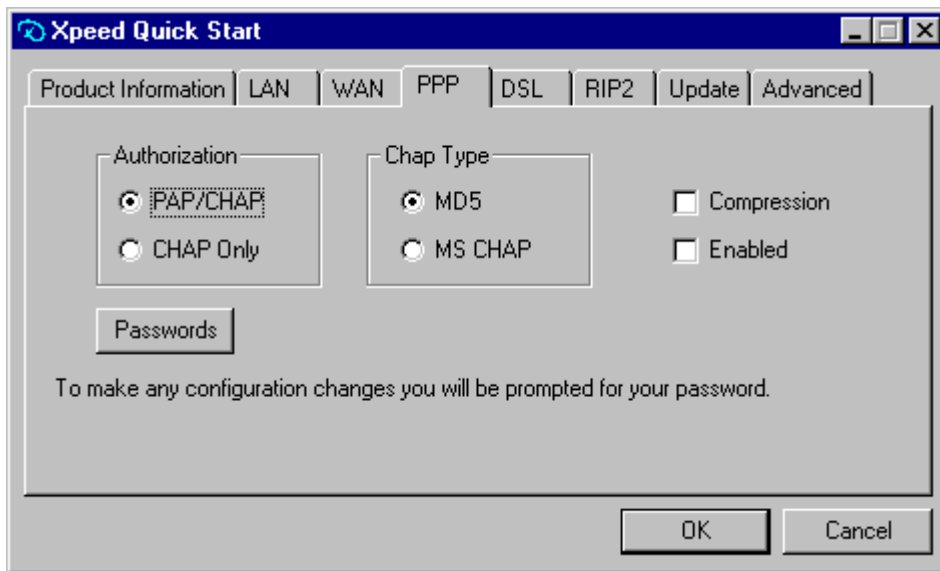 Xpeed Quick Start
Product Information LAN WAN PPP DSL RIP2 Update Advanced
Authorization Chap Type
PAP/CHAP MD5 Compression
CHAP Only MS CHAP Enabled
Passwords
To make any configuration changes you will be prompted for your password.
OK Cancel